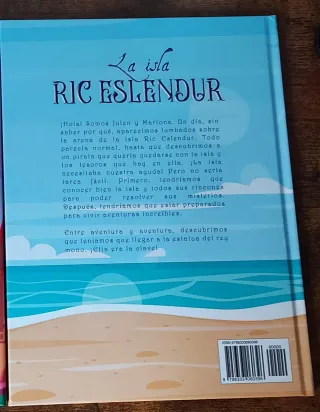 La isla
RIC ESLENDUR
¡Hola! Somos Julen y Mariona. Un día, sin
saber por qué, aparecimos tumbados sobre
la arena de la isla Ric Eslendur. Todo
parecía normal, hasta que descubrimos a
un pirata que quería quedarse con la isla y
los tesoros que hay en ella. ¡La isla
necesitaba nuestra ayuda! Pero no sería
tarea fácil. Primero, tendríamos que
conocer bien la isla y todos sus rincones
para poder resolver sus misterios.
Después, tendríamos que estar preparados
para vivir aventuras increíbles.
Entre aventura y aventura, descubrimos
que teníamos que llegar a la estatua del rey
mono. ¡Ella era la clave!
90000